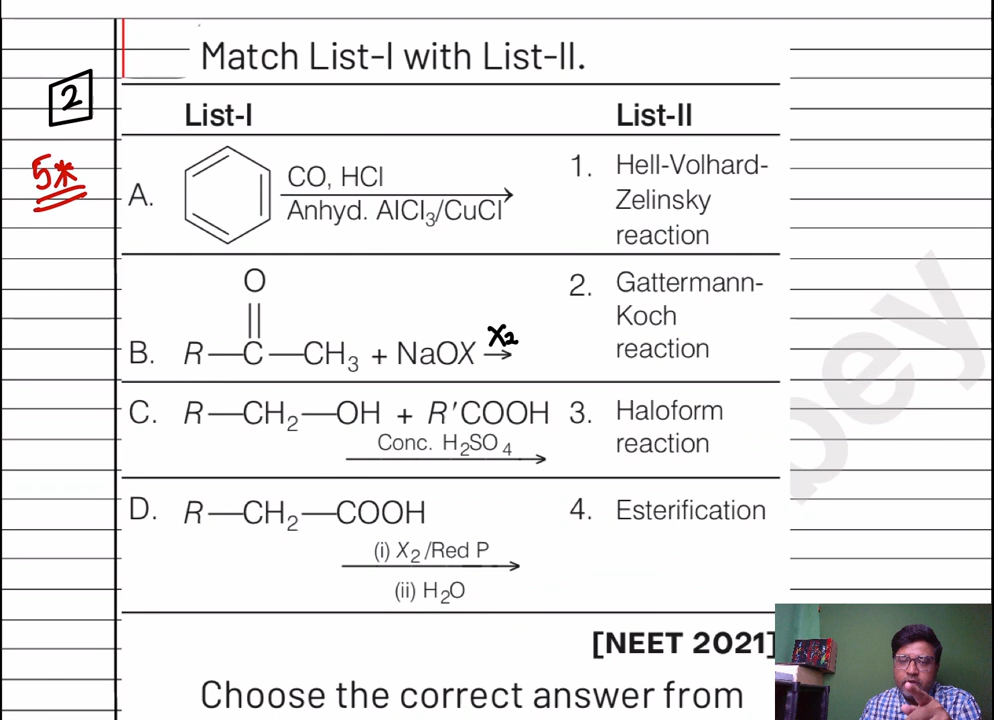 Match List-I with List-II.
2
List-I List-II
5*
A. CO, HCl
Anhyd. AlCl₃/CuCl
1. Hell-Volhard-
Zelinsky
reaction
O
||
B. R—C—CH₃ + NaOX X₂ →
2. Gattermann-
Koch
reaction
C. R—CH₂—OH + R′COOH
Conc. H₂SO₄
3. Haloform
reaction
D. R—CH₂—COOH
(i) X₂/Red P
(ii) H₂O
4. Esterification
[NEET 2021]
Choose the correct answer from
bey